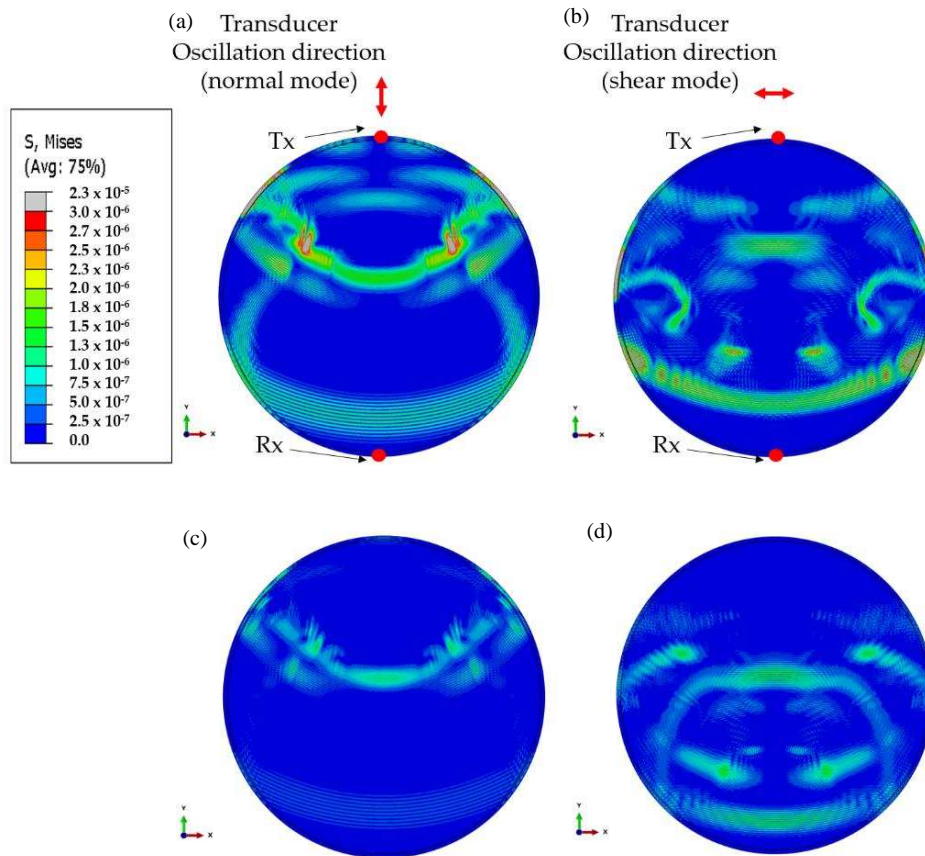 (a)
Transducer
Oscillation direction
(normal mode)
Tx
(b)
Transducer
Oscillation direction
(shear mode)
Tx
S, Mises
(Avg: 75%)
2.3 x 10⁻⁵
3.0 x 10⁻⁶
2.7 x 10⁻⁶
2.5 x 10⁻⁶
2.3 x 10⁻⁶
2.0 x 10⁻⁶
1.8 x 10⁻⁶
1.5 x 10⁻⁶
1.3 x 10⁻⁶
1.0 x 10⁻⁶
7.5 x 10⁻⁷
5.0 x 10⁻⁷
2.5 x 10⁻⁷
0.0
Y
X
Rx
Y
X
Rx
(c)
Y
X
(d)
Y
X